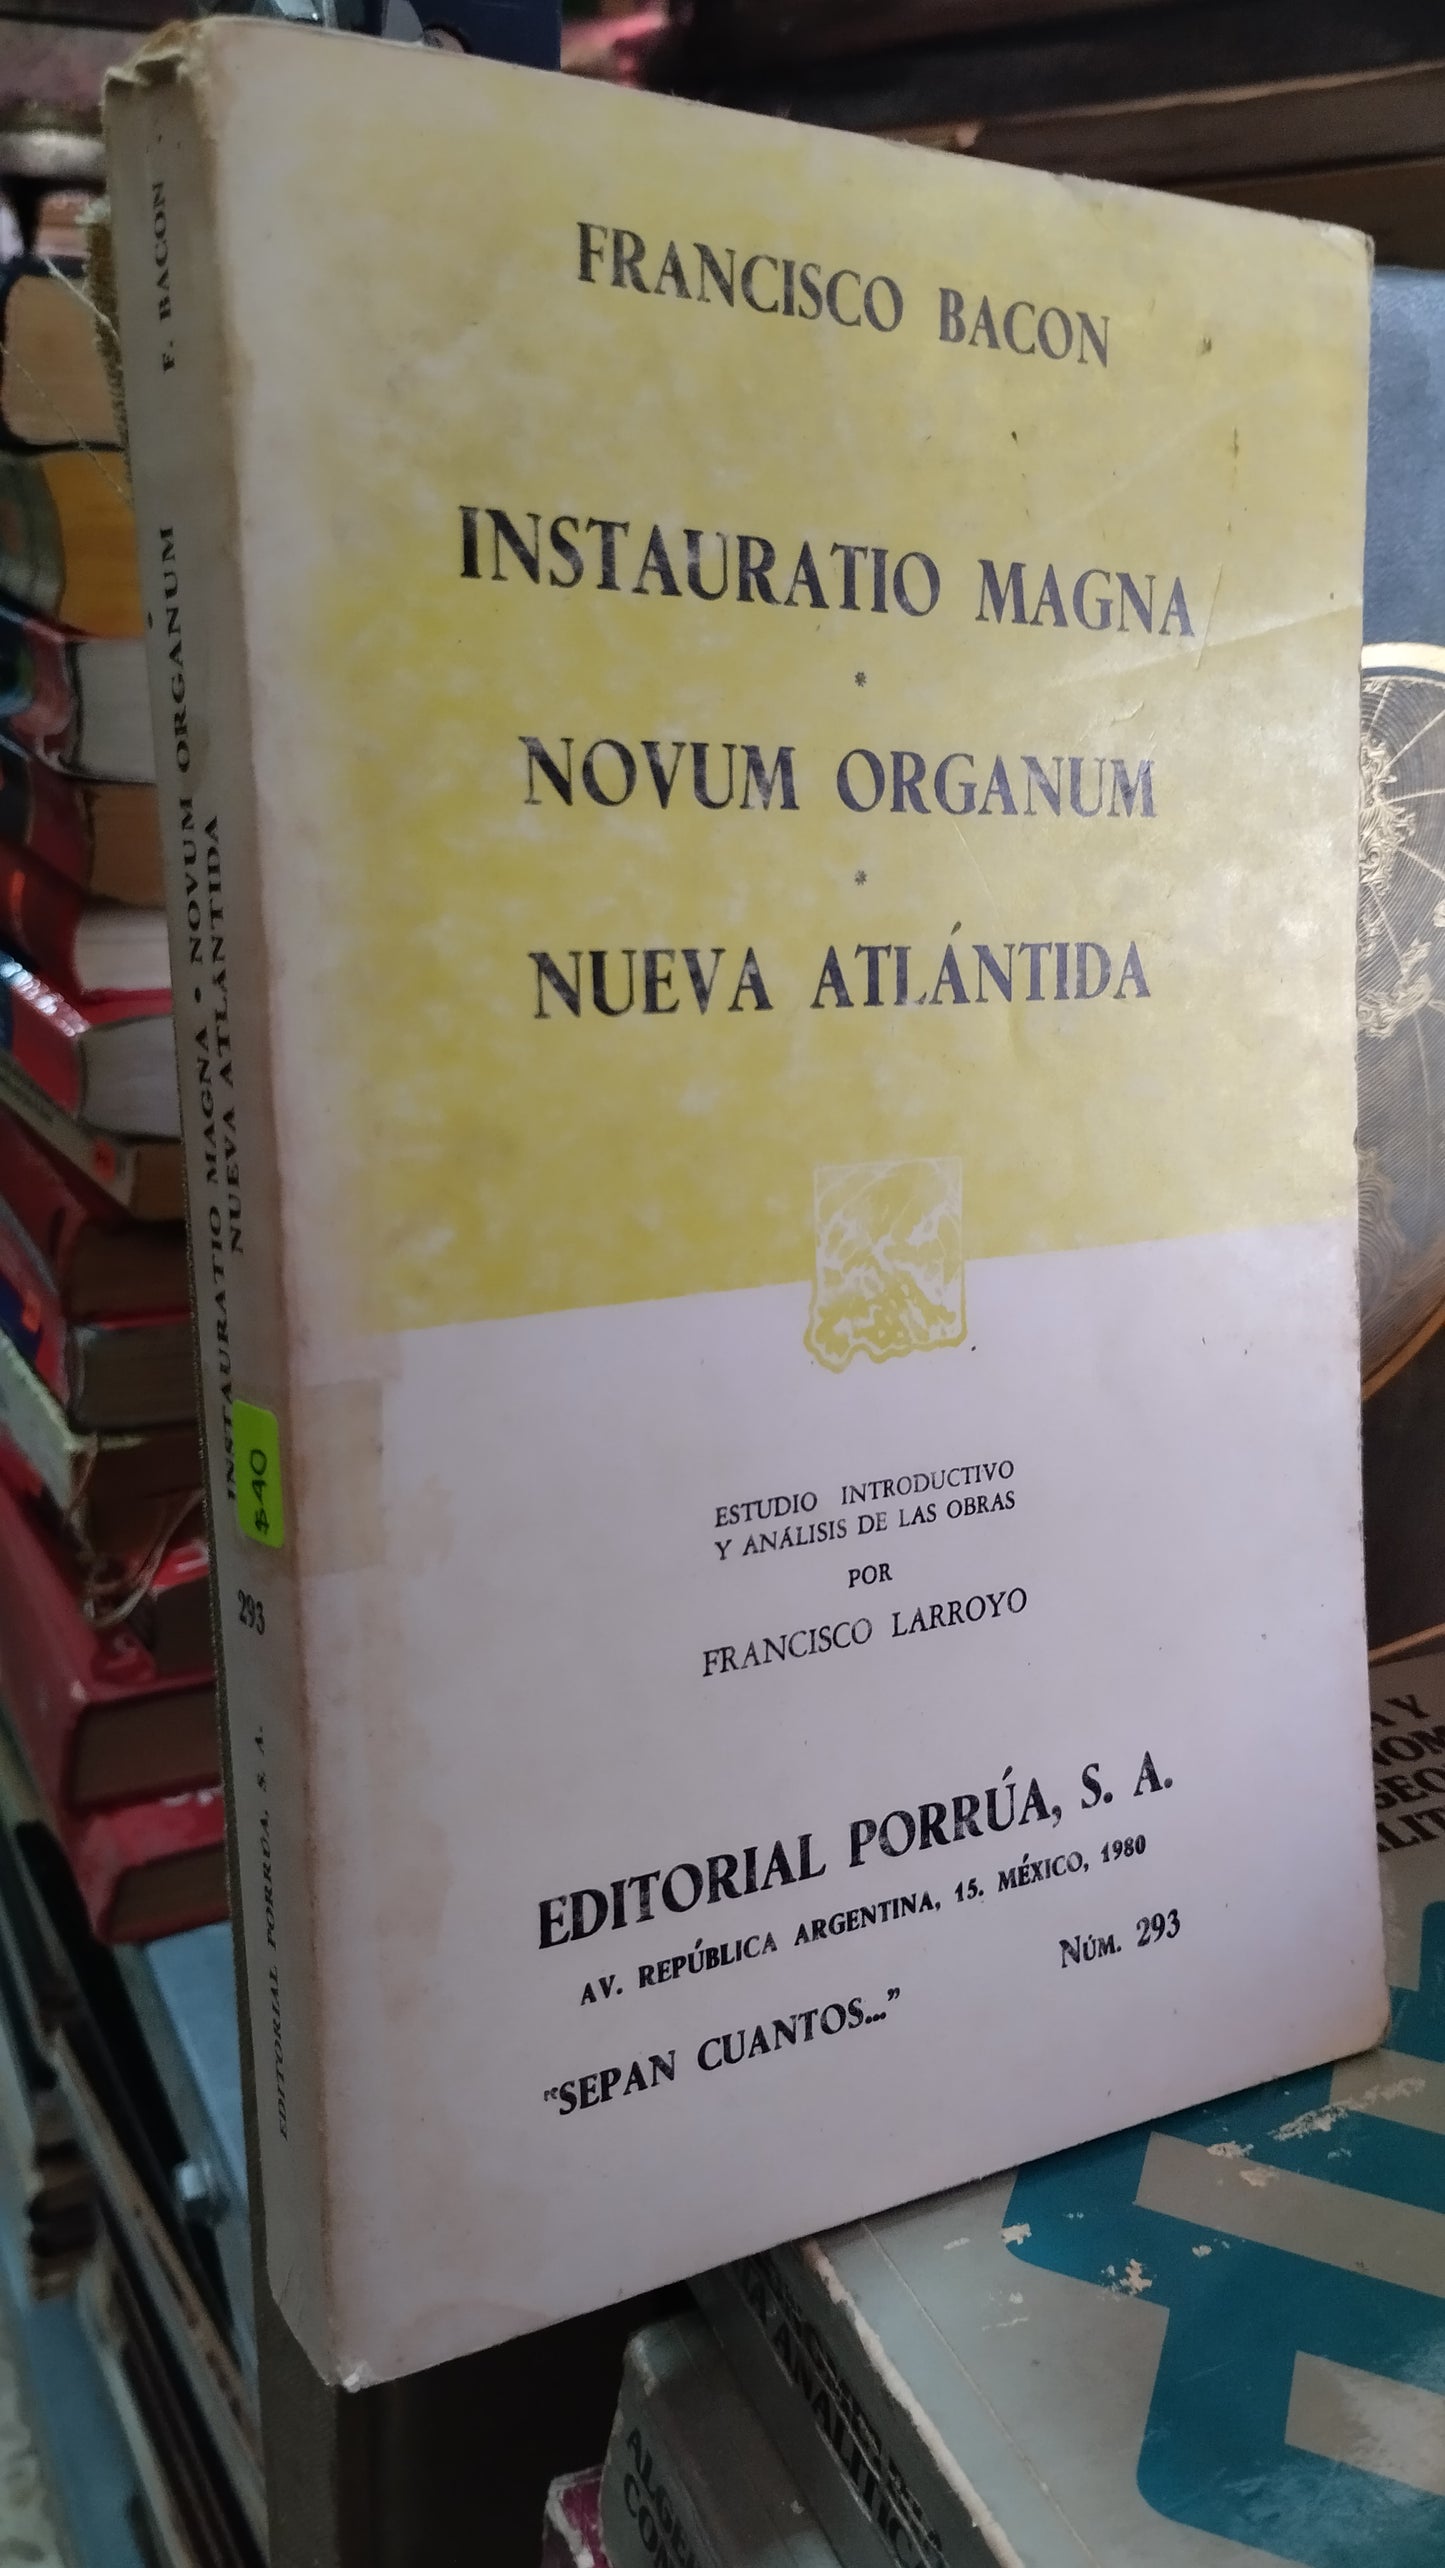 FRANCISCO BACON
INSTAURATIO MAGNA
*
NOVUM ORGANUM
*
NUEVA ATLÁNTIDA
ESTUDIO INTRODUCTIVO
Y ANÁLISIS DE LAS OBRAS
POR
FRANCISCO LARROYO
EDITORIAL PORRÚA, S. A.
AV. REPÚBLICA ARGENTINA, 15. MÉXICO, 1980
"SEPAN CUANTOS..."
NÚM. 293
F. BACON
INSTAURATIO MAGNA • NOVUM ORGANUM
NUEVA ATLÁNTIDA
$40
293
EDITORIAL PORRÚA, S. A.